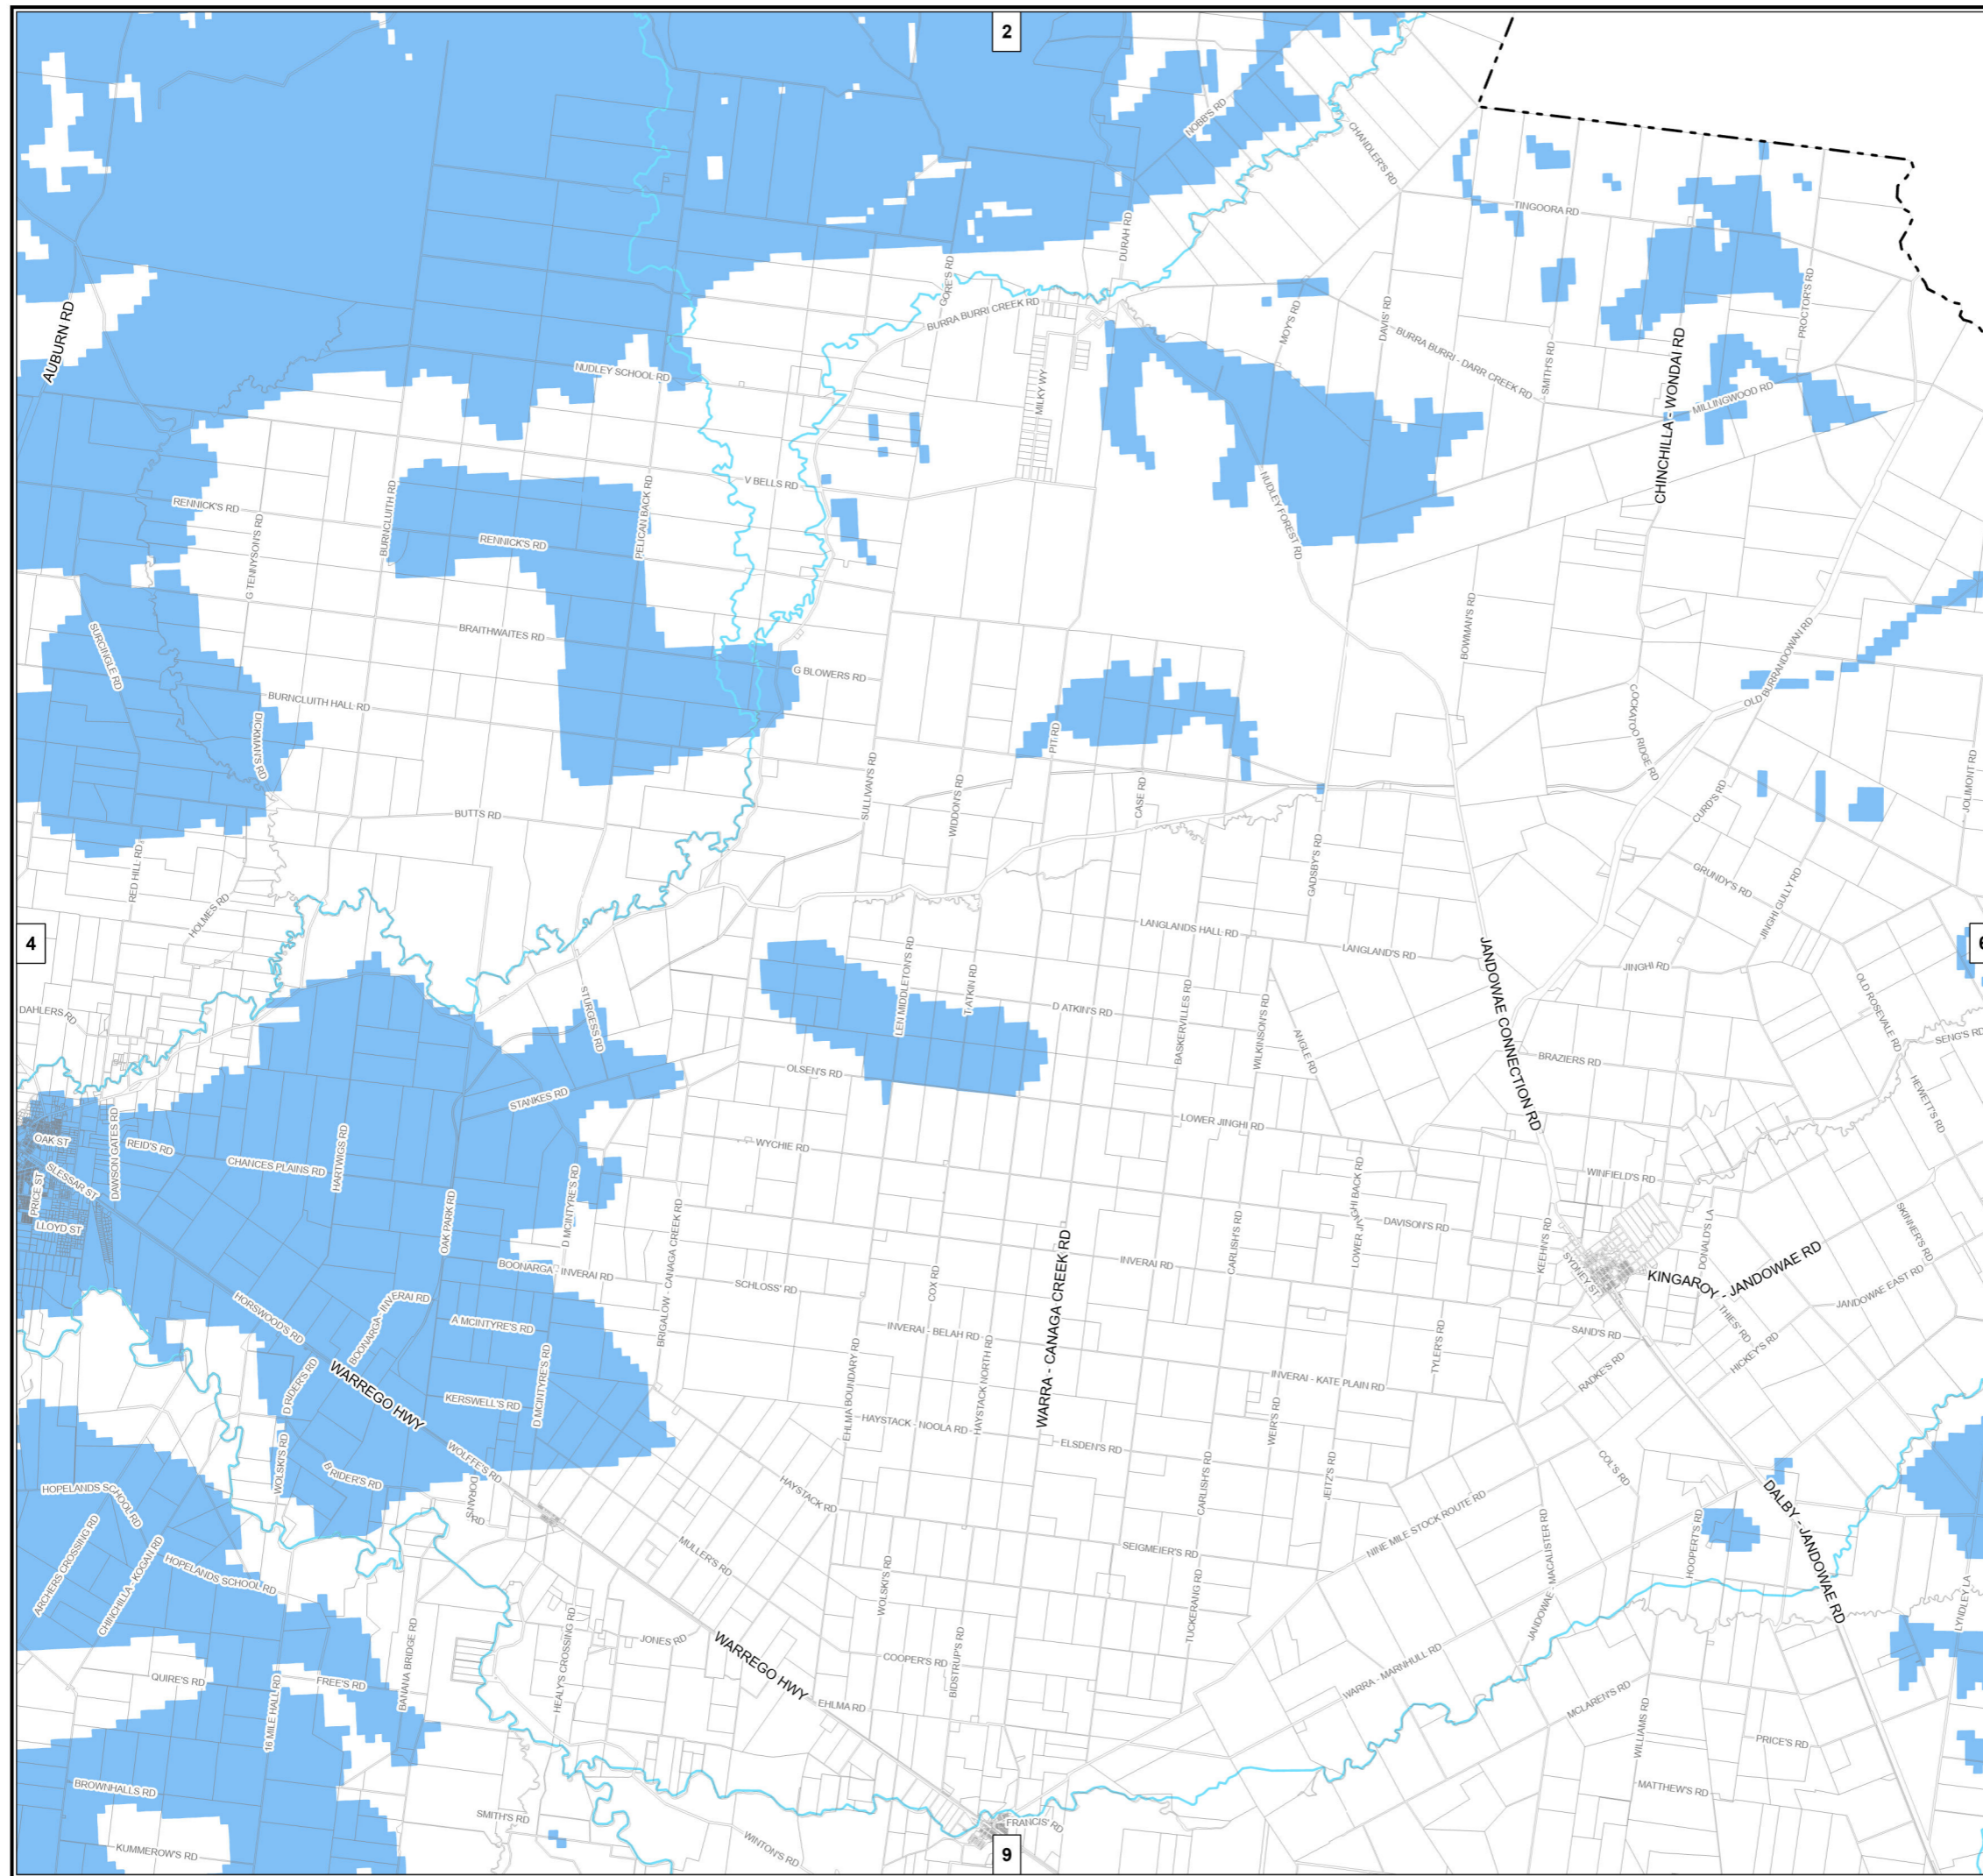 2
NOBB'S RD
CHANDLER'S RD
TINGOORA RD
DURAH RD
GORE'S RD
BURRA BURRI CREEK RD
AUBURN RD
MOY'S RD
DAVIS' RD
PROCTOR'S RD
BURRA BURRI - DARR CREEK RD
SMITH'S RD
CHINCHILLA - WONDAI RD
NUDLEY SCHOOL RD
MILKY WY
MILLINGWOOD RD
V BELLS RD
RENNICK'S RD
BURNCLUITH RD
PELICAN BACK RD
NUDLEY FOREST RD
G TENNYSON'S RD
RENNICK'S RD
BRAITHWAITES RD
SURCINGLE RD
BOWMAN'S RD
G BLOWERS RD
OLD BURRANDOWAN RD
BURNCLUITH HALL RD
DICKMAN'S RD
COCKATOO RIDGE RD
PIT RD
SULLIVAN'S RD
WIDDON'S RD
CASE RD
CURD'S RD
JOLIMONT RD
BUTTS RD
RED HILL RD
HOLMES RD
GADSBY'S RD
GRUNDY'S RD
JINGHI GULLY RD
4
LANGLANDS HALL RD
LANGLAND'S RD
JANDOWAE CONNECTION RD
JINGHI RD
6
LEN MIDDLETON'S RD
T ATKIN RD
D ATKIN'S RD
BASKERVILLES RD
WILKINSON'S RD
ANGLE RD
OLD ROSEVALE RD
SENG'S RD
DAHLERS RD
STURGESS RD
BRAZIERS RD
OLSEN'S RD
STANKES RD
HEWETT'S RD
LOWER JINGHI RD
OAK ST
DAWSON GATES RD
REID'S RD
HARTWIGS RD
WYCHIE RD
CHANCES PLAINS RD
SLESSAR ST
PRICE ST
LLOYD ST
WINFIELD'S RD
OAK PARK RD
D MCINTYRE'S RD
BRIGALOW - CANAGA CREEK RD
CARLISH'S RD
DAVISON'S RD
KEEHN'S RD
DONALD'S LA
SKINNER'S RD
BOONARGA - INVERAI RD
SCHLOSS' RD
COX RD
WARRA - CANAGA CREEK RD
INVERAI RD
SYDNEY ST
KINGAROY - JANDOWAE RD
JANDOWAE EAST RD
HORSWOOD'S RD
BOONARGA - INVERAI RD
A MCINTYRE'S RD
INVERAI - BELAH RD
THIES' RD
SAND'S RD
HICKEY'S RD
TYLER'S RD
RADKE'S RD
INVERAI - KATE PLAIN RD
WARREGO HWY
D RIDER'S RD
KERSWELL'S RD
D MCINTYRE'S RD
EHLMA BOUNDARY RD
HAYSTACK NORTH RD
HAYSTACK - NOOLA RD
ELSDEN'S RD
WEIR'S RD
WOLSKI'S RD
WOLFFE'S RD
B RIDER'S RD
HAYSTACK RD
CARLISH'S RD
JEITZ'S RD
COL'S RD
HOPELANDS SCHOOL RD
DORAN'S RD
ARCHERS CROSSING RD
CHINCHILLA - KOGAN RD
HOPELANDS SCHOOL RD
MULLER'S RD
SEIGMEIER'S RD
NINE MILE STOCK ROUTE RD
JANDOWAE - MACALISTER RD
HOOPERT'S RD
DALBY - JANDOWAE RD
WOLSKI'S RD
TUCKERANG RD
LYNDLEY LA
BANANA BRIDGE RD
HEALY'S CROSSING RD
JONES RD
WARREGO HWY
COOPER'S RD
BIDSTRUP'S RD
WARRA - MARNHULL RD
QUIRE'S RD
FREE'S RD
16 MILE HALL RD
EHLMA RD
MCLAREN'S RD
WILLIAMS RD
PRICE'S RD
BROWNHALLS RD
MATTHEW'S RD
SMITH'S RD
WINTON'S RD
FRANCIS' RD
KUMMEROW'S RD
9